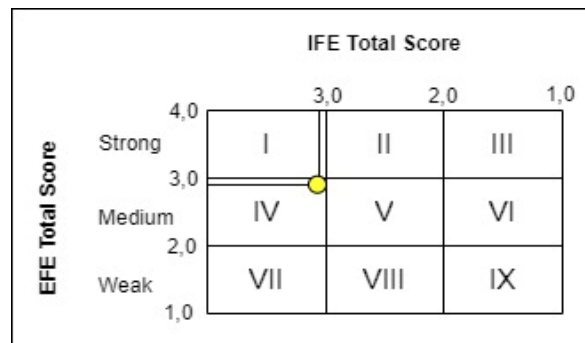 IFE Total Score
3,0 2,0 1,0
4,0
Strong I II III
3,0
EFE Total Score
Medium IV V VI
2,0
Weak VII VIII IX
1,0